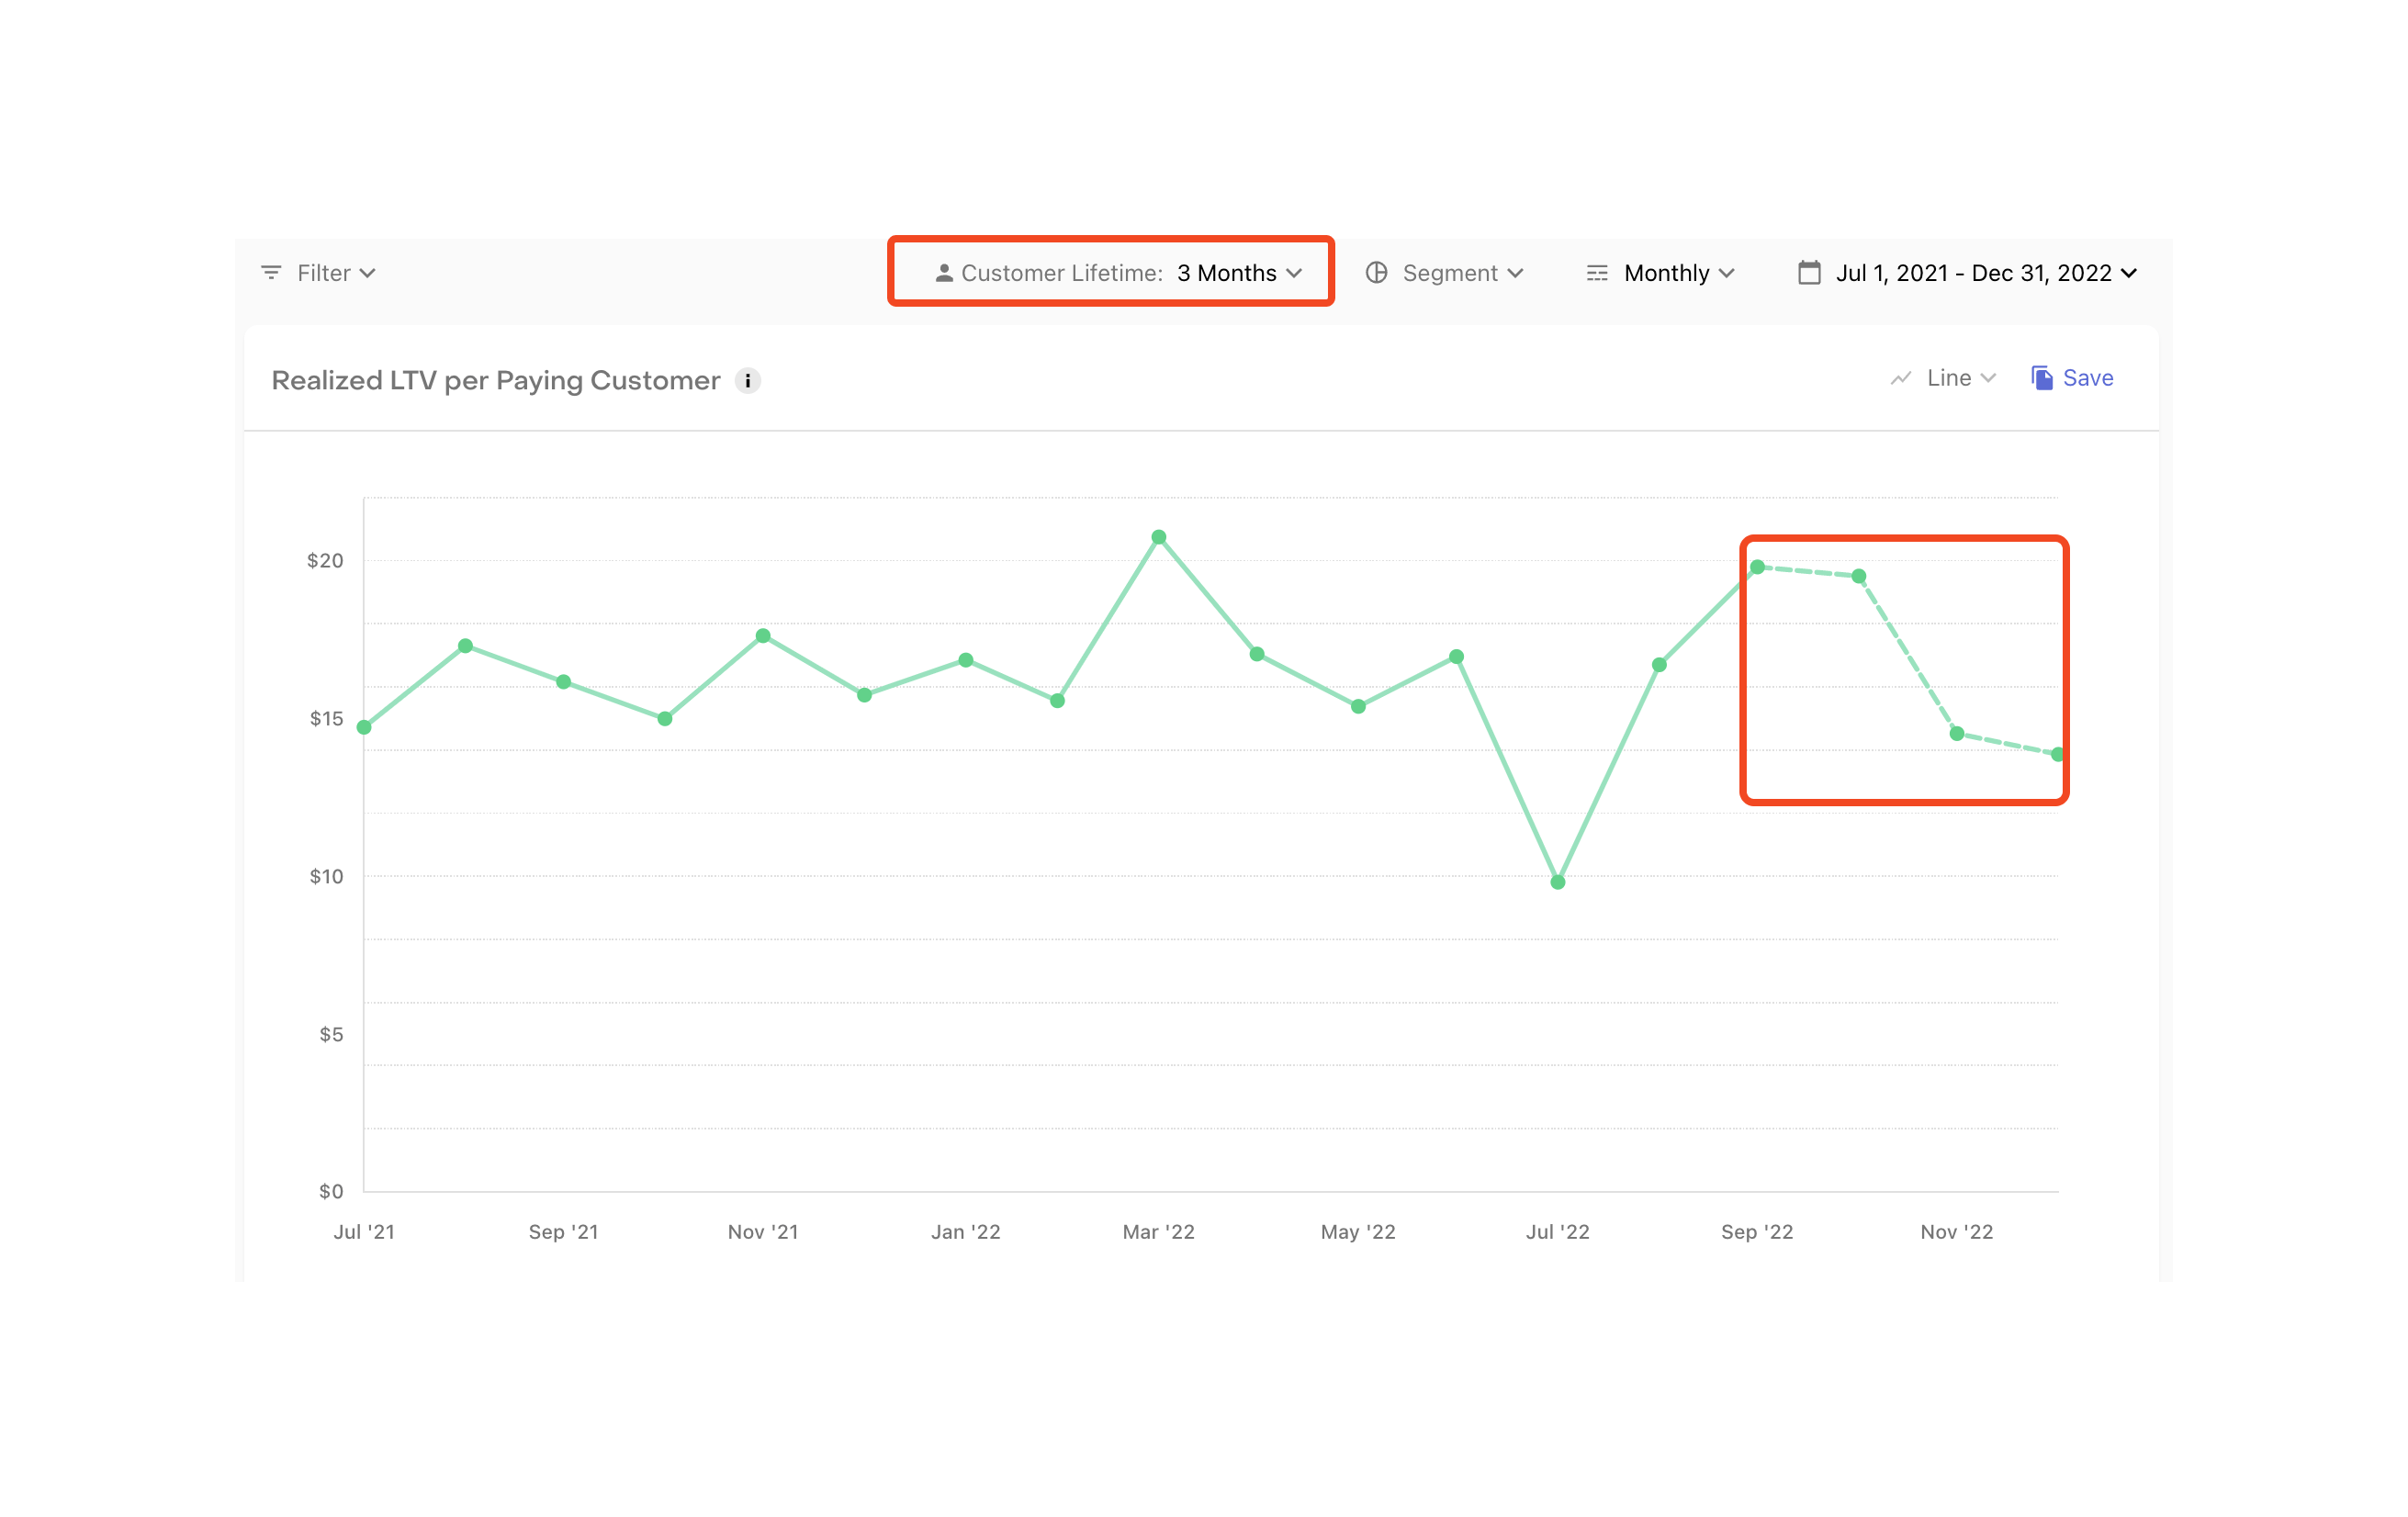 Filter Customer Lifetime: 3 Months Segment Monthly Jul 1, 2021 - Dec 31, 2022
Realized LTV per Paying Customer i Line Save
$20
$15
$10
$5
$0
Jul '21 Sep '21 Nov '21 Jan '22 Mar '22 May '22 Jul '22 Sep '22 Nov '22